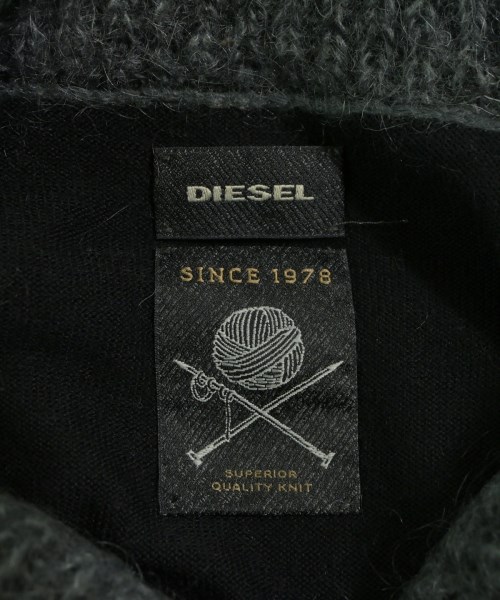 DIESEL
SINCE 1978
SUPERIOR
QUALITY KNIT